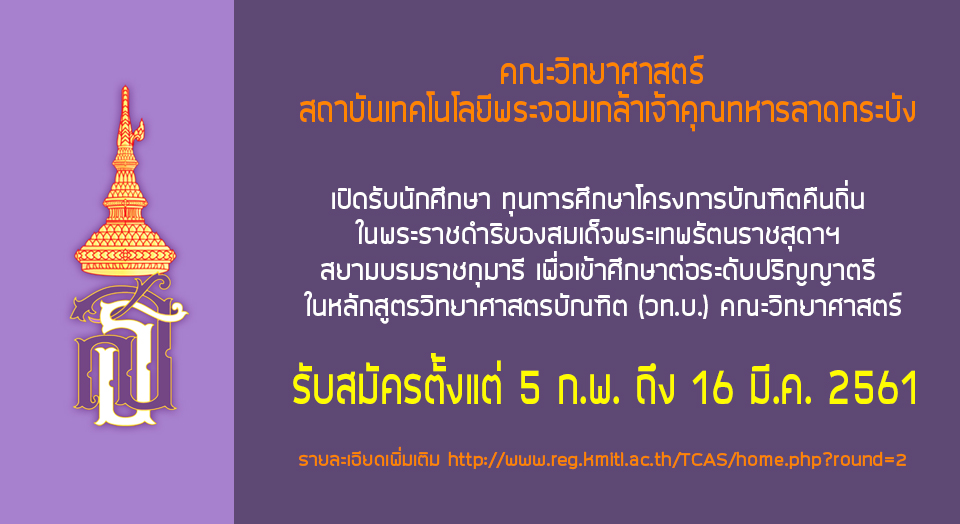 คณะวิทยาศาสตร์
สถาบันเทคโนโลยีพระจอมเกล้าเจ้าคุณทหารลาดกระบัง
เปิดรับนักศึกษา ทุนการศึกษาโครงการบัณฑิตคืนถิ่น
ในพระราชดำริของสมเด็จพระเทพรัตนราชสุดาฯ
สยามบรมราชกุมารี เพื่อเข้าศึกษาต่อระดับปริญญาตรี
ในหลักสูตรวิทยาศาสตรบัณฑิต (วท.บ.) คณะวิทยาศาสตร์
รับสมัครตั้งแต่ 5 ก.พ. ถึง 16 มี.ค. 2561
รายละเอียดเพิ่มเติม http://www.reg.kmitl.ac.th/TCAS/home.php?round=2